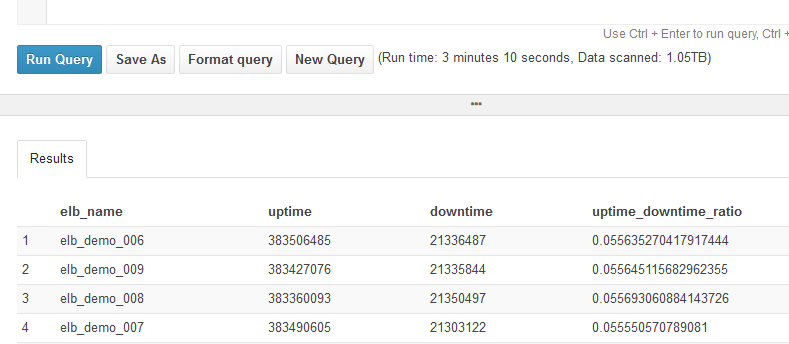 Use Ctrl + Enter to run query, Ctrl +
Run Query Save As Format query New Query (Run time: 3 minutes 10 seconds, Data scanned: 1.05TB)
Results
elb_name uptime downtime uptime_downtime_ratio
1 elb_demo_006 383506485 21336487 0.055635270417917444
2 elb_demo_009 383427076 21335844 0.055645115682962355
3 elb_demo_008 383360093 21350497 0.055693060884143726
4 elb_demo_007 383490605 21303122 0.055550570789081